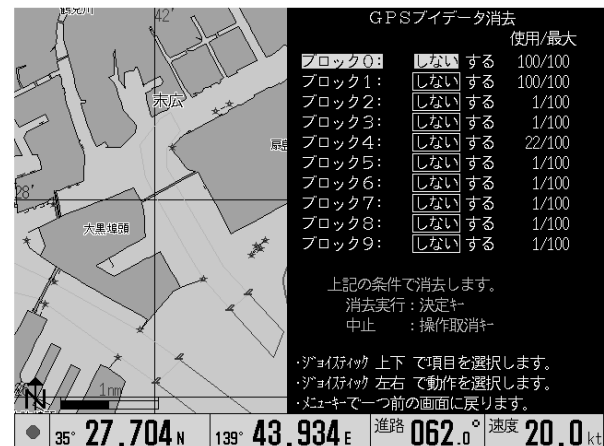 鶴見川
42'
末広
扇島
28'
大黒埠頭
N
1nm
GPSブイデータ消去
使用/最大
ブロック0: しない する 100/100
ブロック1: しない する 100/100
ブロック2: しない する 1/100
ブロック3: しない する 1/100
ブロック4: しない する 22/100
ブロック5: しない する 1/100
ブロック6: しない する 1/100
ブロック7: しない する 1/100
ブロック8: しない する 1/100
ブロック9: しない する 1/100
上記の条件で消去します。
消去実行:決定キー
中止 :操作取消キー
・ジョイスティック 上下 で項目を選択します。
・ジョイスティック 左右 で動作を選択します。
・メニューキーで一つ前の画面に戻ります。
35° 27.704 N 139° 43.934 E 進路 062.0° 速度 20.0 kt